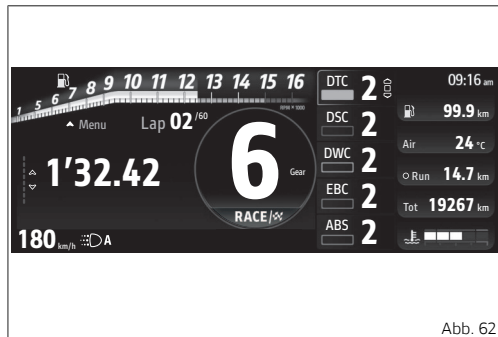 1 5 6 7 8 9 10 11 12 13 14 15 16
RPM * 1000
Menu
Lap 02/60
1'32.42
6
Gear
RACE/
180 km/h A
DTC 2
DSC 2
DWC 2
EBC 2
ABS 2
09:16 am
99.9 km
Air 24 °C
Run 14.7 km
Tot 19267 km
Abb. 62